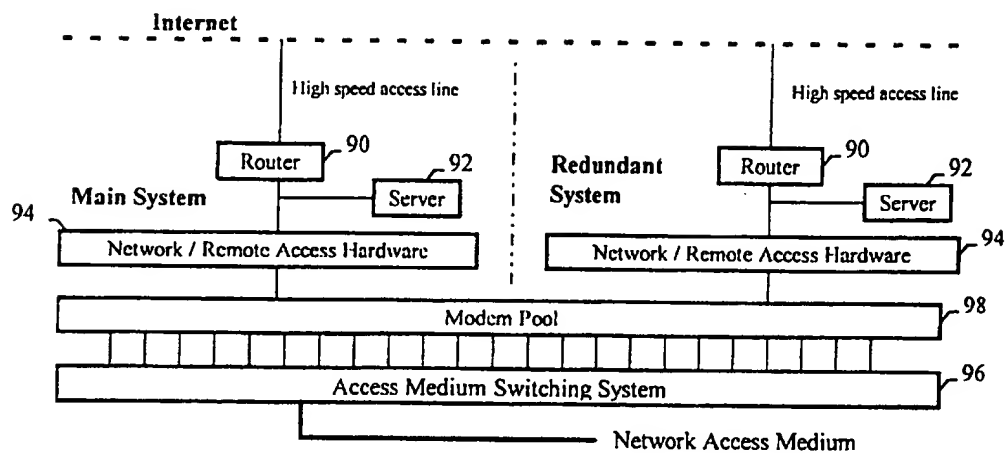 Internet
High speed access line
High speed access line
Router
90
Router
90
92
Server
92
Server
Main System
Redundant
System
94
Network / Remote Access Hardware
Network / Remote Access Hardware
94
Modem Pool
98
Access Medium Switching System
96
Network Access Medium